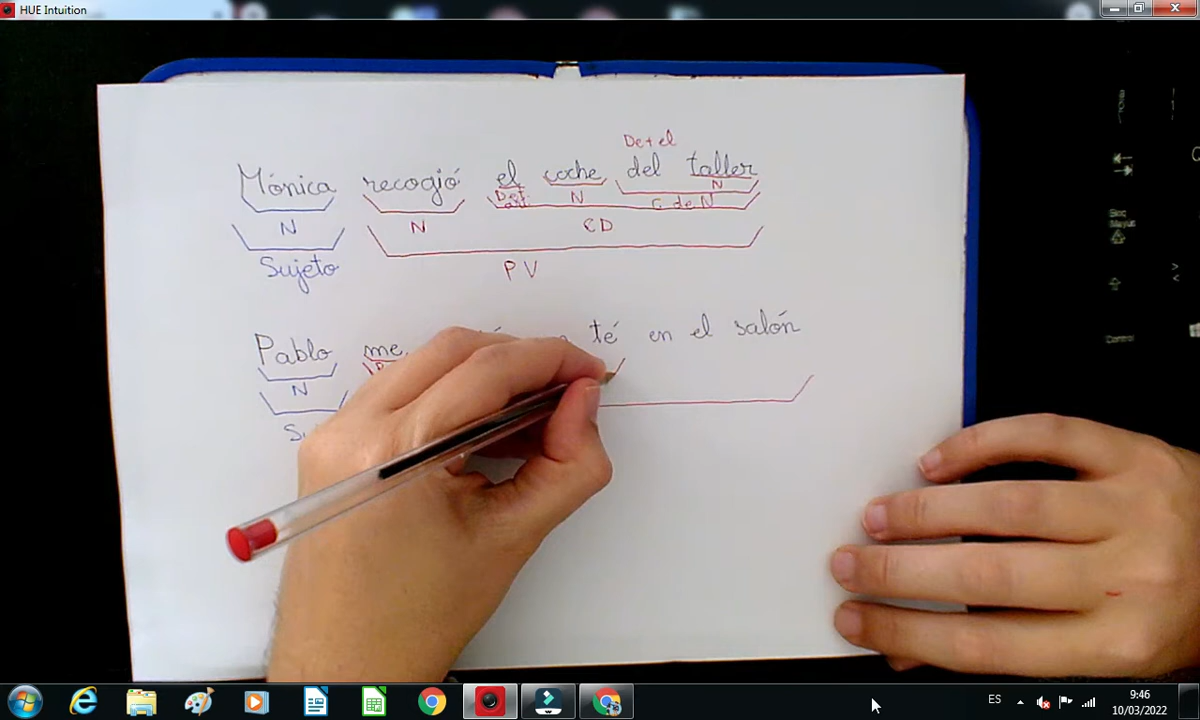 HUE Intuition
De+el
Mónica recogió el coche del taller
Det art. N N
N N CD C. de N
Sujeto PV
Pablo me té en el salón
N
ES 9:46
10/03/2022